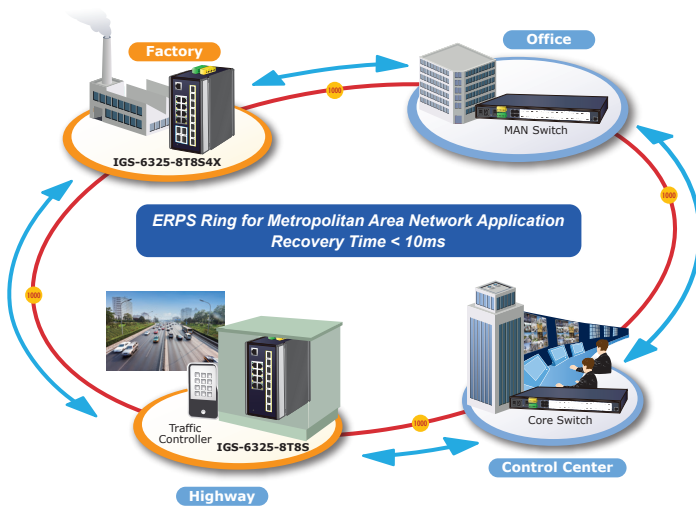 Factory
Office
1000
MAN Switch
IGS-6325-8T8S4X
1000
ERPS Ring for Metropolitan Area Network Application
Recovery Time < 10ms
1000
Traffic
Controller
IGS-6325-8T8S
1000
Core Switch
Control Center
Highway